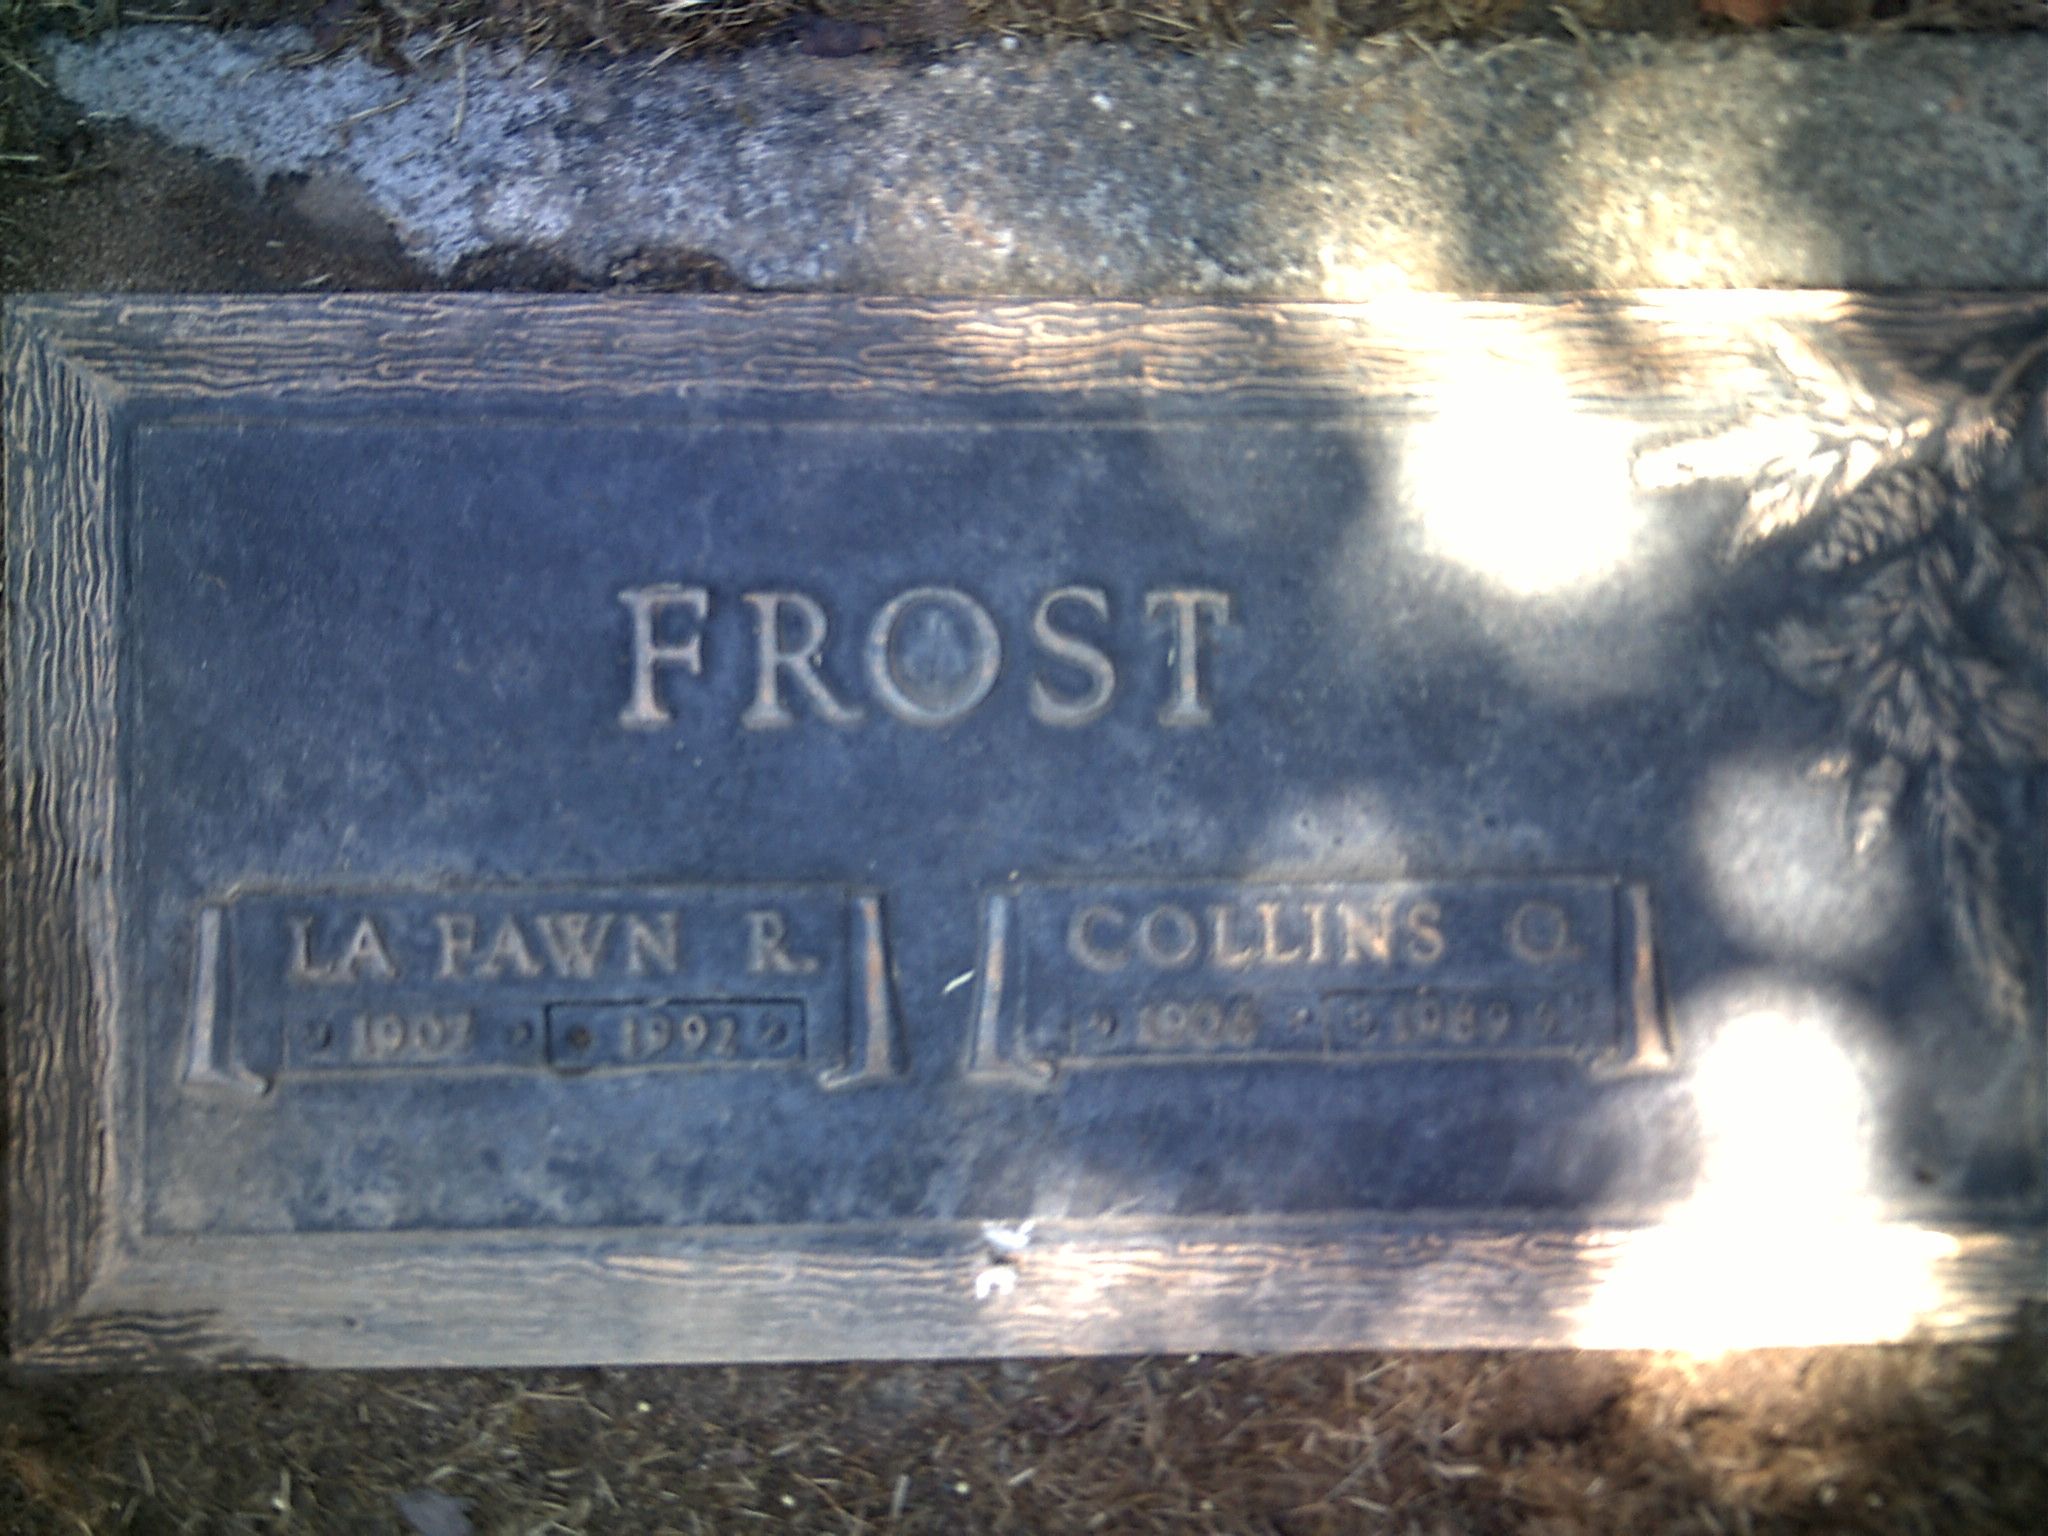 FROST
LA FAWN R.
1907 1992
COLLINS O.
1906 1989